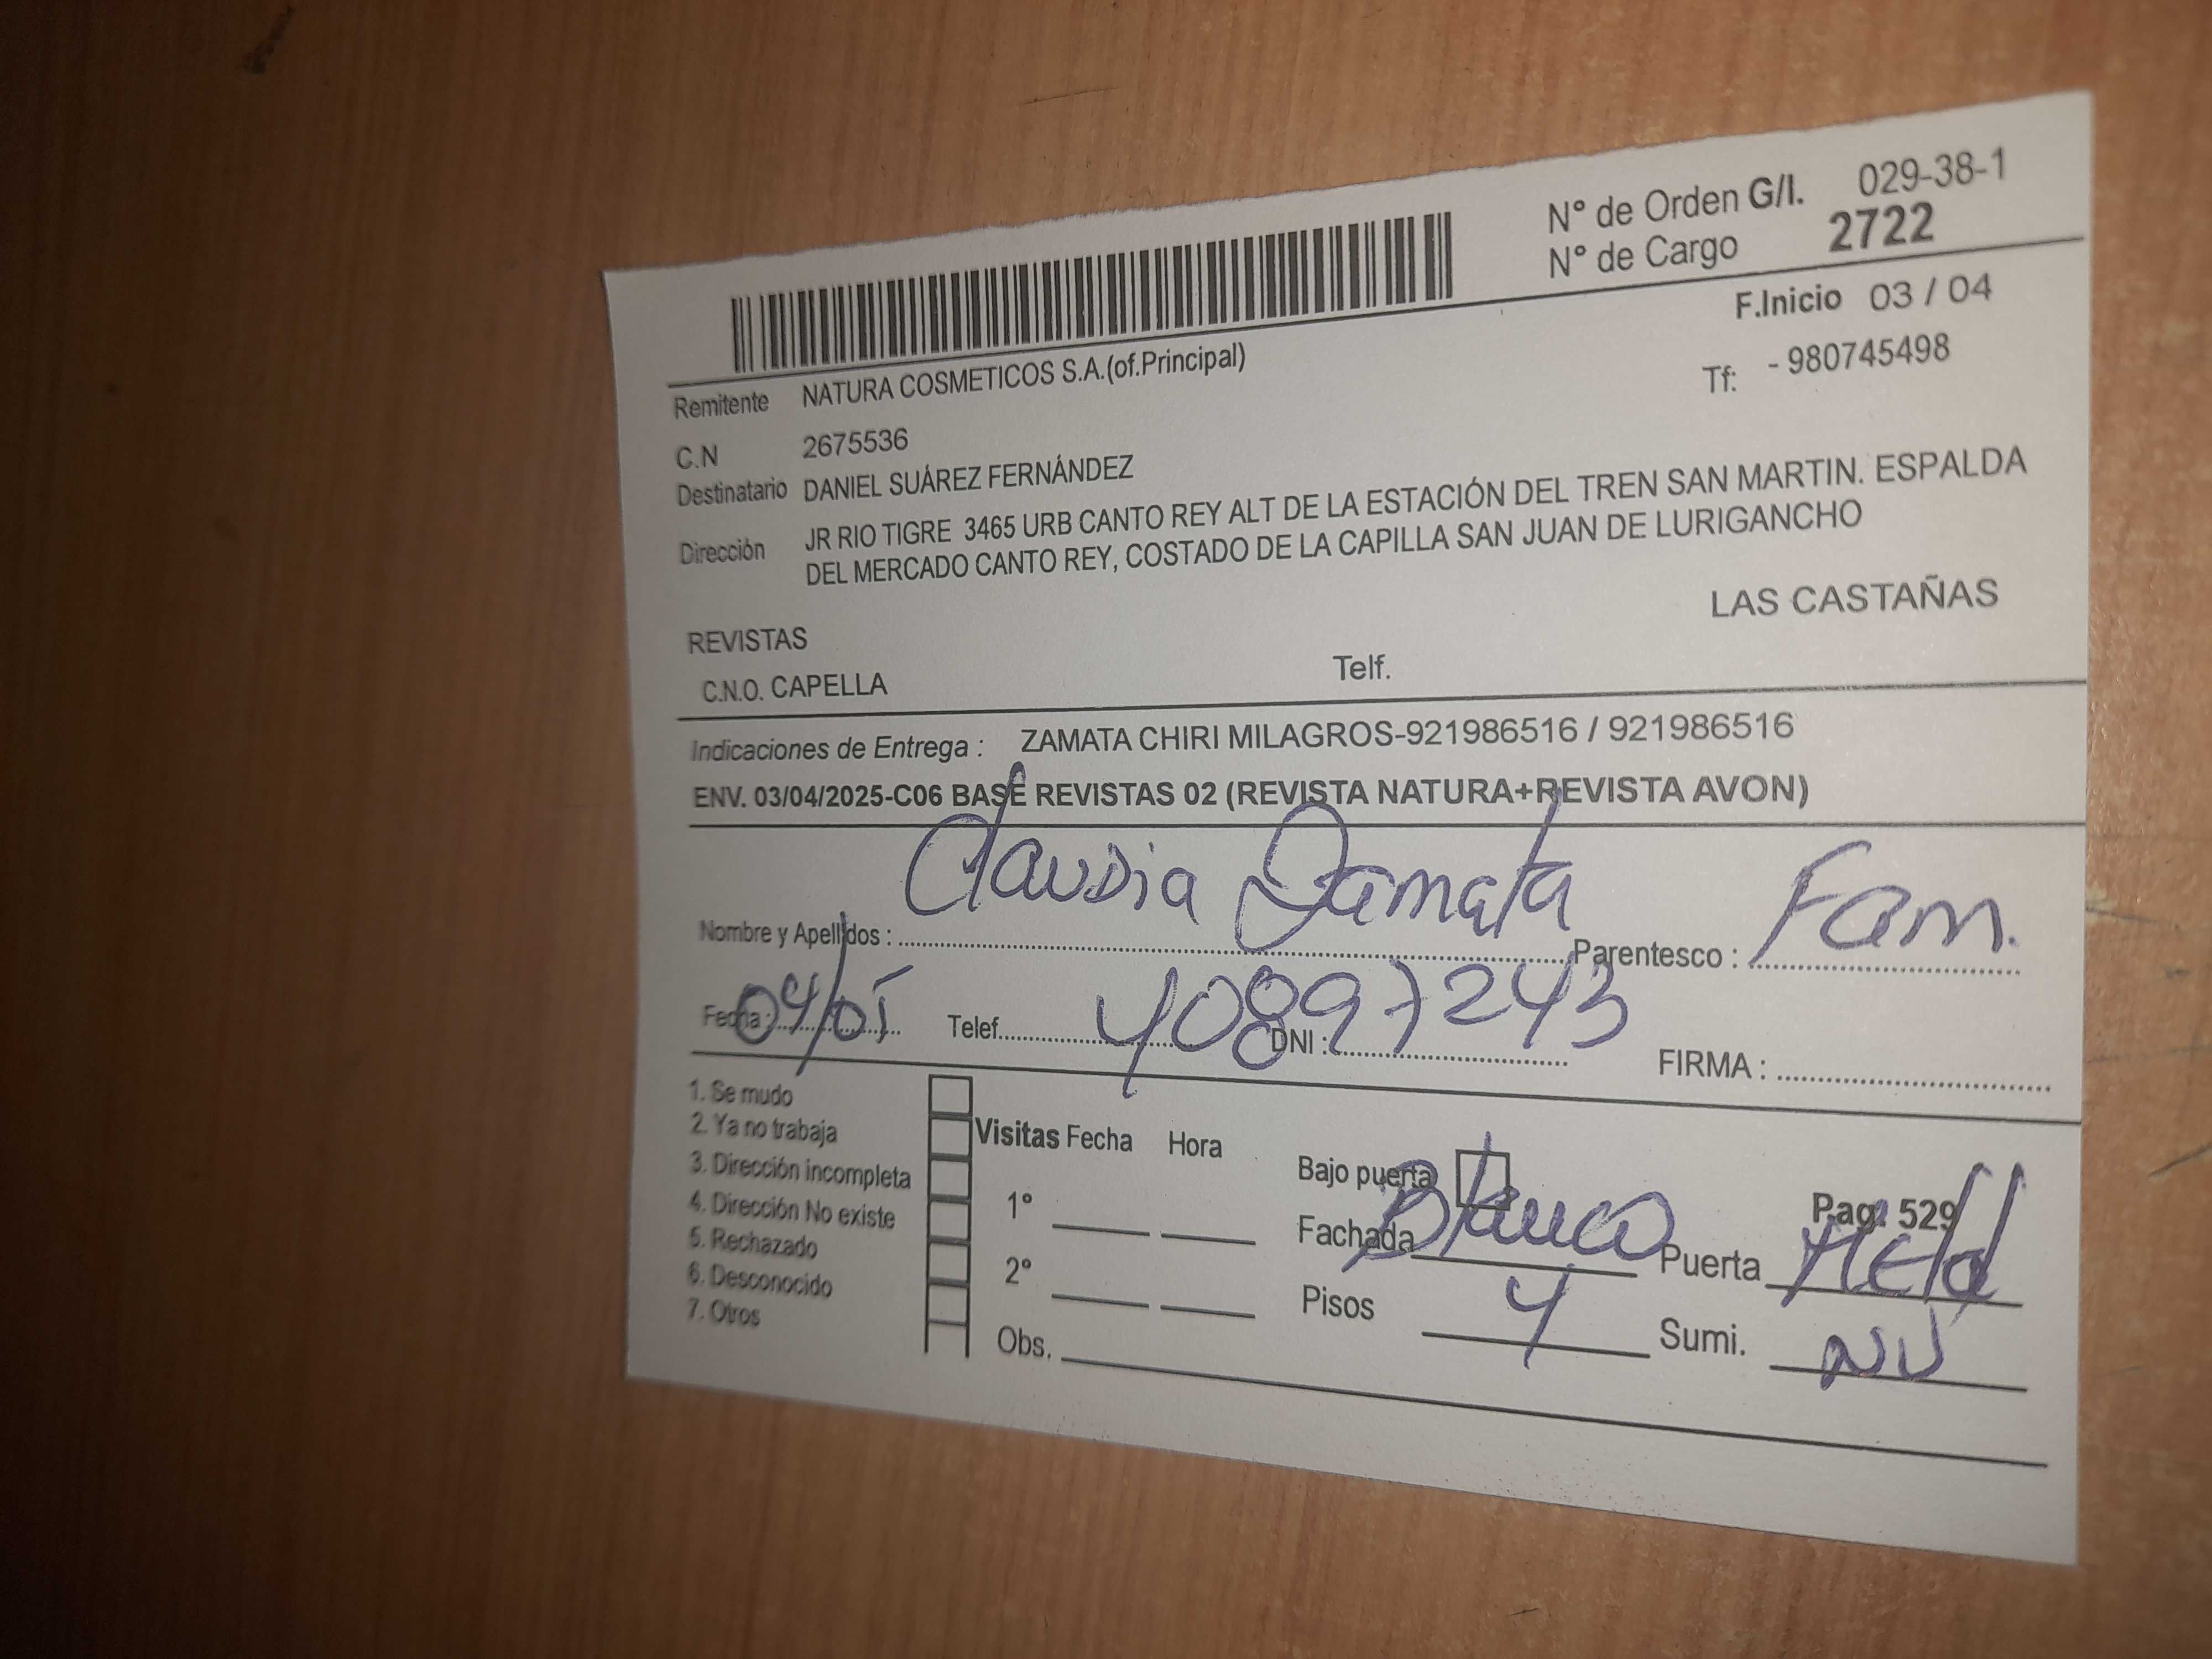 N° de Orden G/I. 029-38-1
N° de Cargo 2722
F.Inicio 03 / 04
Remitente NATURA COSMETICOS S.A.(of.Principal)
Tf: - 980745498
C.N 2675536
Destinatario DANIEL SUÁREZ FERNÁNDEZ
Dirección JR RIO TIGRE 3465 URB CANTO REY ALT DE LA ESTACIÓN DEL TREN SAN MARTIN. ESPALDA
DEL MERCADO CANTO REY, COSTADO DE LA CAPILLA SAN JUAN DE LURIGANCHO
LAS CASTAÑAS
REVISTAS
C.N.O. CAPELLA Telf.
Indicaciones de Entrega : ZAMATA CHIRI MILAGROS-921986516 / 921986516
ENV. 03/04/2025-C06 BASE REVISTAS 02 (REVISTA NATURA+REVISTA AVON)
Nombre y Apellidos : Claudia Zamata Parentesco : Fam.
Fecha : 04/05 Telef. DNI : 40897243 FIRMA :
1. Se mudo
2. Ya no trabaja
3. Dirección incompleta
4. Dirección No existe
5. Rechazado
6. Desconocido
7. Otros
Visitas Fecha Hora
1°
2°
Obs.
Bajo puerta Pag. 529
Fachada Blanco Puerta Metal
Pisos 4 Sumi. NV